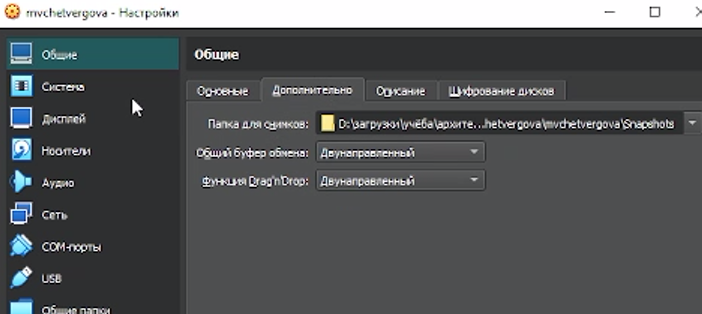 mvchetvergova - Настройки
Общие
Система
Дисплей
Носители
Аудио
Сеть
COM-порты
USB
Общие папки
Общие
Основные Дополнительно Описание Шифрование дисков
Папка для снимков: D:\загрузки\учёба\архите...hetvergova\mvchetvergova\Snapshots
Общий буфер обмена: Двунаправленный
Функция Drag'n'Drop: Двунаправленный